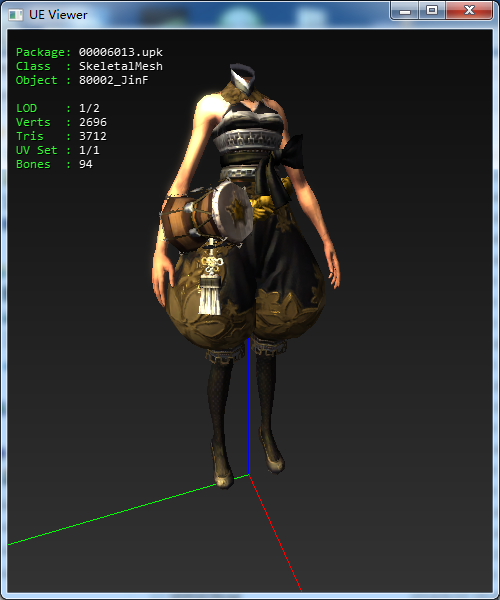 UE Viewer
Package: 00006013.upk
Class  : SkeletalMesh
Object : 80002_JinF
LOD    : 1/2
Verts  : 2696
Tris   : 3712
UV Set : 1/1
Bones  : 94